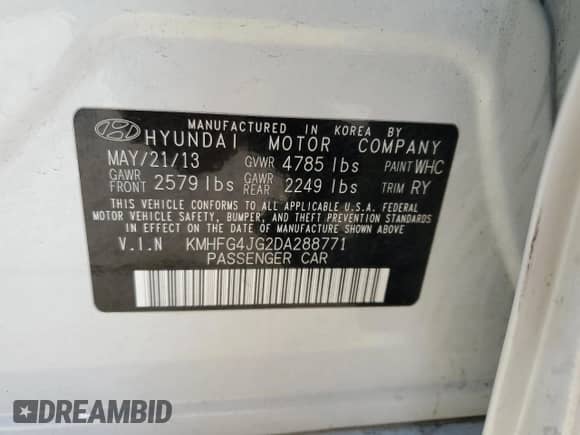 MANUFACTURED IN KOREA BY
HYUNDAI MOTOR COMPANY
MAY/21/13 GVWR 4785 lbs PAINT WHC
GAWR FRONT 2579 lbs GAWR REAR 2249 lbs TRIM RY
THIS VEHICLE CONFORMS TO ALL APPLICABLE U.S.A. FEDERAL
MOTOR VEHICLE SAFETY, BUMPER, AND THEFT PREVENTION STANDARDS
IN EFFECT ON THE DATE OF MANUFACTURE SHOWN ABOVE.
V.I.N KMHFG4JG2DA288771
PASSENGER CAR
DREAMBID